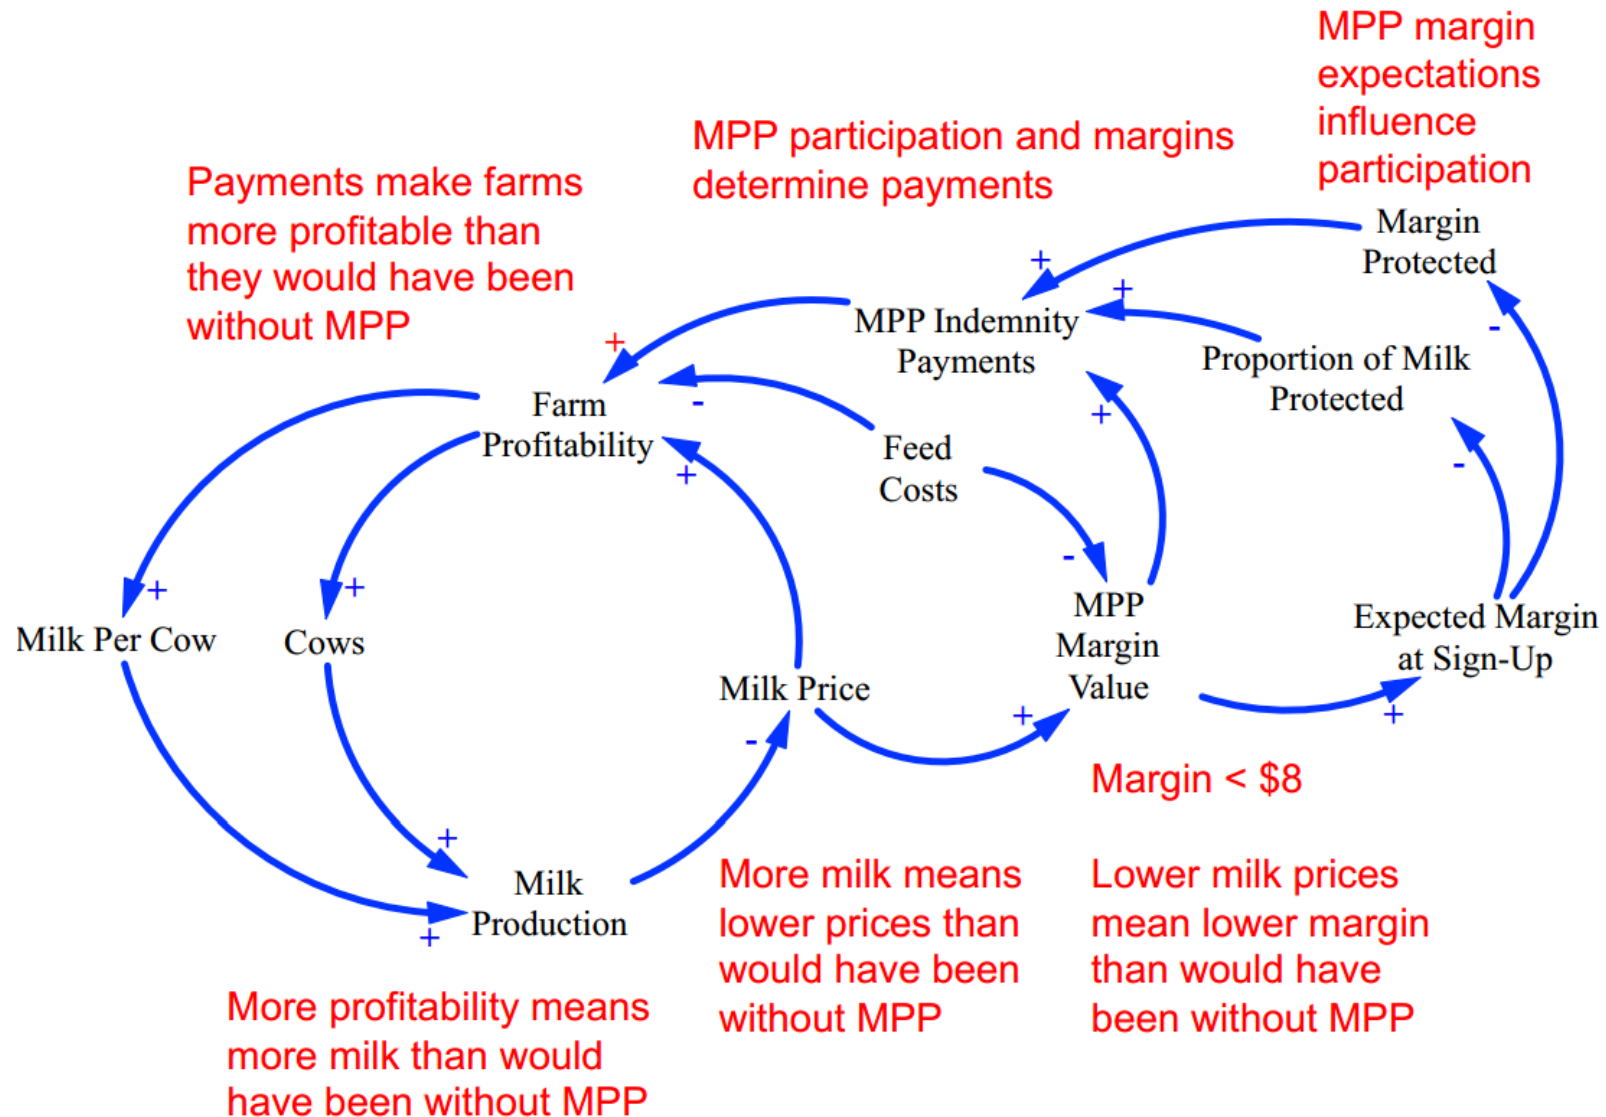 MPP margin
expectations
influence
participation
MPP participation and margins
determine payments
Payments make farms
more profitable than
they would have been
without MPP
Margin
Protected
+
+
-
MPP Indemnity
Payments
Proportion of Milk
Protected
+
-
Farm
Profitability
+
-
Feed
Costs
+
-
+
+
MPP
Margin
Value
Expected Margin
at Sign-Up
Milk Per Cow
Cows
Milk Price
+
+
-
Margin < $8
+
Milk
Production
+
More milk means
lower prices than
would have been
without MPP
Lower milk prices
mean lower margin
than would have
been without MPP
More profitability means
more milk than would
have been without MPP